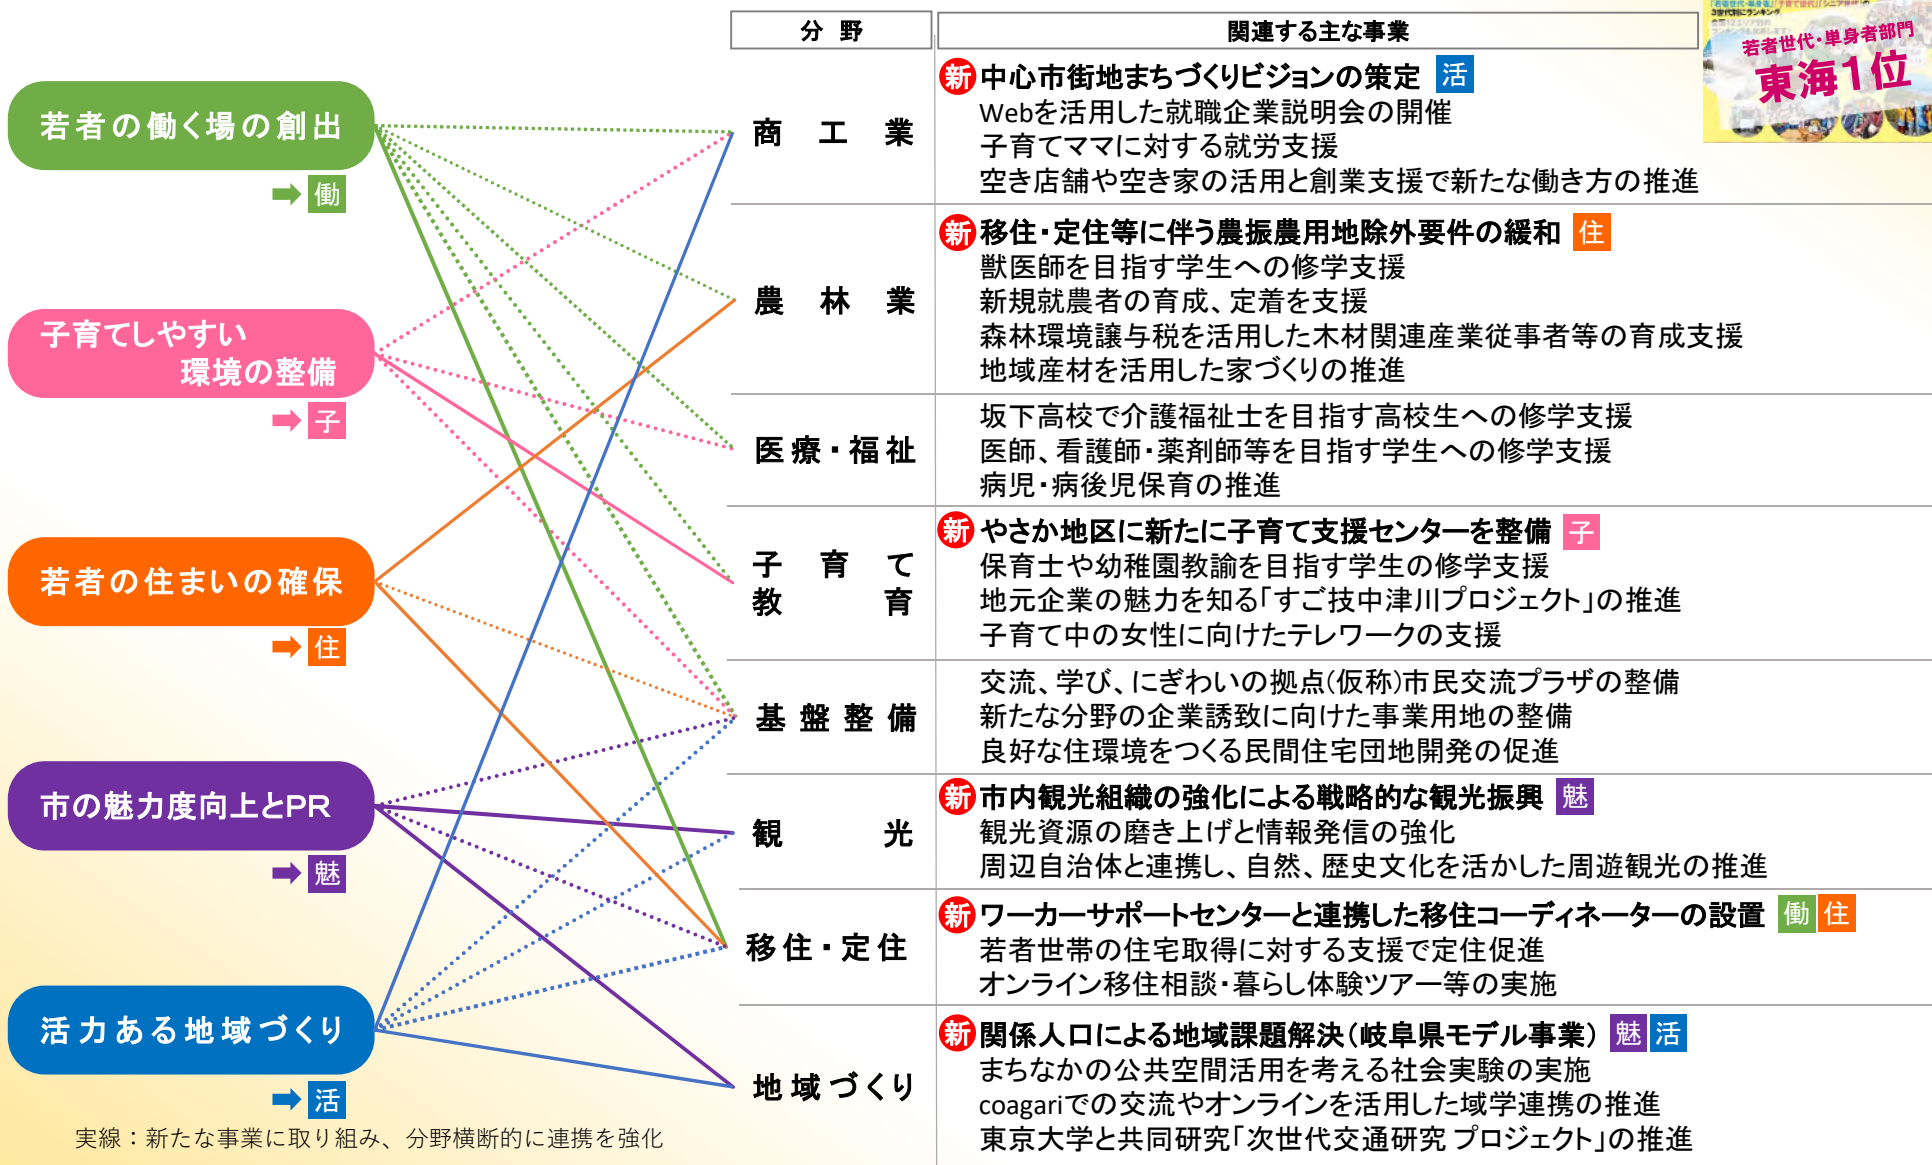 「若者世代・単身者」「子育て世代」「シニア世代」の
3世代別にランキング
若者世代・単身者部門
東海1位
分 野
関連する主な事業
若者の働く場の創出
➡ 働
子育てしやすい
環境の整備
➡ 子
若者の住まいの確保
➡ 住
市の魅力度向上とPR
➡ 魅
活力ある地域づくり
➡ 活
実線：新たな事業に取り組み、分野横断的に連携を強化
商工業
新 中心市街地まちづくりビジョンの策定 活
Webを活用した就職企業説明会の開催
子育てママに対する就労支援
空き店舗や空き家の活用と創業支援で新たな働き方の推進
農林業
新 移住・定住等に伴う農振農用地除外要件の緩和 住
獣医師を目指す学生への修学支援
新規就農者の育成、定着を支援
森林環境譲与税を活用した木材関連産業従事者等の育成支援
地域産材を活用した家づくりの推進
医療・福祉
坂下高校で介護福祉士を目指す高校生への修学支援
医師、看護師・薬剤師等を目指す学生への修学支援
病児・病後児保育の推進
子育て
教育
新 やさか地区に新たに子育て支援センターを整備 子
保育士や幼稚園教諭を目指す学生の修学支援
地元企業の魅力を知る「すご技中津川プロジェクト」の推進
子育て中の女性に向けたテレワークの支援
基盤整備
交流、学び、にぎわいの拠点(仮称)市民交流プラザの整備
新たな分野の企業誘致に向けた事業用地の整備
良好な住環境をつくる民間住宅団地開発の促進
観光
新 市内観光組織の強化による戦略的な観光振興 魅
観光資源の磨き上げと情報発信の強化
周辺自治体と連携し、自然、歴史文化を活かした周遊観光の推進
移住・定住
新 ワーカーサポートセンターと連携した移住コーディネーターの設置 働 住
若者世帯の住宅取得に対する支援で定住促進
オンライン移住相談・暮らし体験ツアー等の実施
地域づくり
新 関係人口による地域課題解決（岐阜県モデル事業） 魅 活
まちなかの公共空間活用を考える社会実験の実施
coagariでの交流やオンラインを活用した域学連携の推進
東京大学と共同研究「次世代交通研究 プロジェクト」の推進